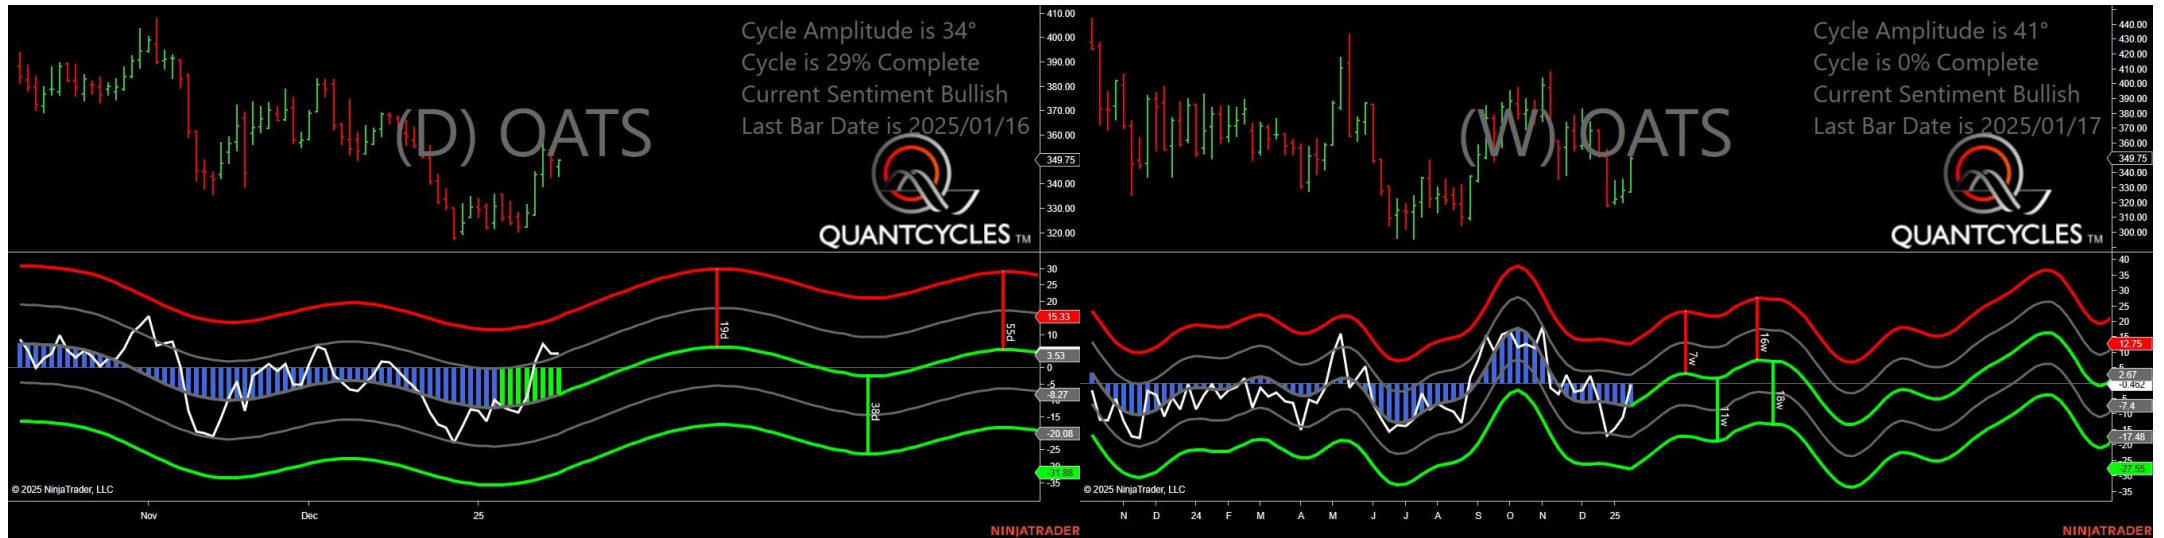 Cycle Amplitude is 34°
Cycle is 29% Complete
Current Sentiment Bullish
Last Bar Date is 2025/01/16
(D) OATS
QUANTCYCLES TM
410.00
400.00
390.00
380.00
370.00
360.00
349.75
340.00
330.00
320.00
30
25
20
15.33
10
3.53
0
-5
-8.27
-15
-20.08
-25
-31.88
-35
19d
38d
55d
© 2025 NinjaTrader, LLC
Nov
Dec
25
NINJATRADER
Cycle Amplitude is 41°
Cycle is 0% Complete
Current Sentiment Bullish
Last Bar Date is 2025/01/17
(W) OATS
QUANTCYCLES TM
440.00
430.00
420.00
410.00
400.00
390.00
380.00
370.00
360.00
349.75
340.00
330.00
320.00
310.00
300.00
40
35
30
25
20
12.75
2.67
-0.462
-7.4
-17.48
-27.55
-35
7w
11w
16w
18w
© 2025 NinjaTrader, LLC
N
D
24
F
M
A
M
J
J
A
S
O
N
D
25
NINJATRADER